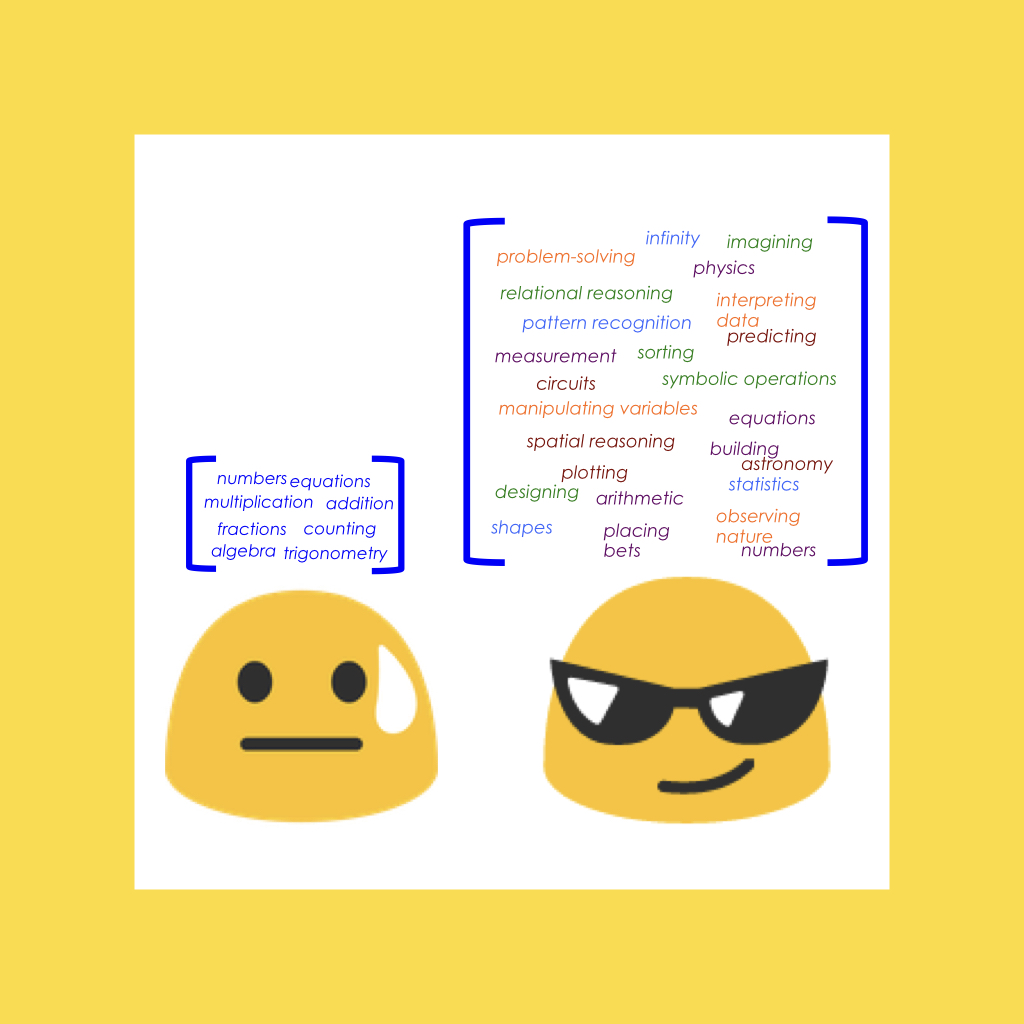 numbers equations
multiplication addition
fractions counting
algebra trigonometry
infinity imagining
problem-solving
physics
relational reasoning
interpreting
data
pattern recognition
predicting
measurement sorting
circuits symbolic operations
manipulating variables
equations
spatial reasoning
building
astronomy
plotting
statistics
designing arithmetic
shapes
observing
nature
placing
bets
numbers